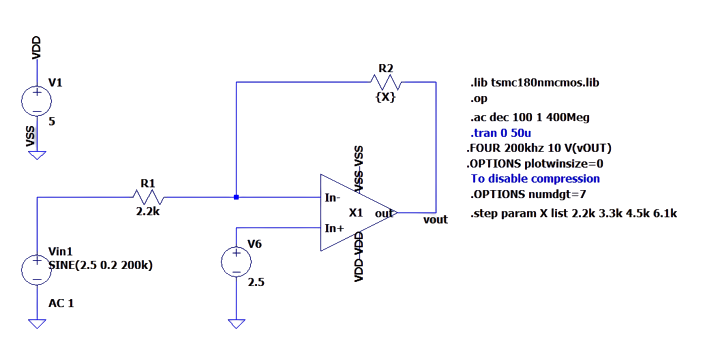 VDD
V1
5
VSS
R1
2.2k
Vin1
SINE(2.5 0.2 200k)
AC 1
R2
{X}
VSS-VSS
In-
X1
out
In+
VDD-VDD
vout
V6
2.5
.lib tsmc180nmcmos.lib
.op
.ac dec 100 1 400Meg
.tran 0 50u
.FOUR 200khz 10 V(vOUT)
.OPTIONS plotwinsize=0
To disable compression
.OPTIONS numdgt=7
.step param X list 2.2k 3.3k 4.5k 6.1k